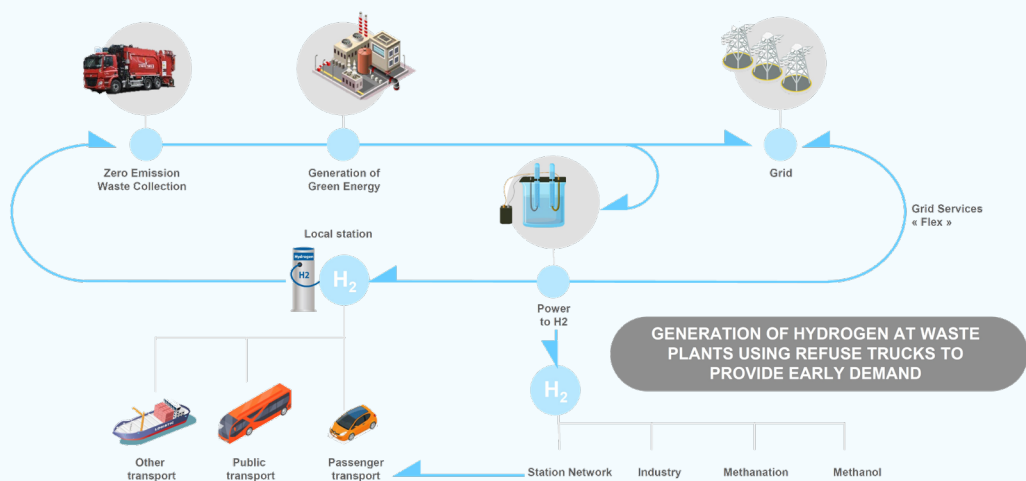 Zero Emission
Waste Collection
Generation of
Green Energy
Grid
Grid Services
« Flex »
Local station
Hydrogen
H2
H2
Power
to H2
GENERATION OF HYDROGEN AT WASTE
PLANTS USING REFUSE TRUCKS TO
PROVIDE EARLY DEMAND
H2
Other
transport
Public
transport
Passenger
transport
Station Network
Industry
Methanation
Methanol